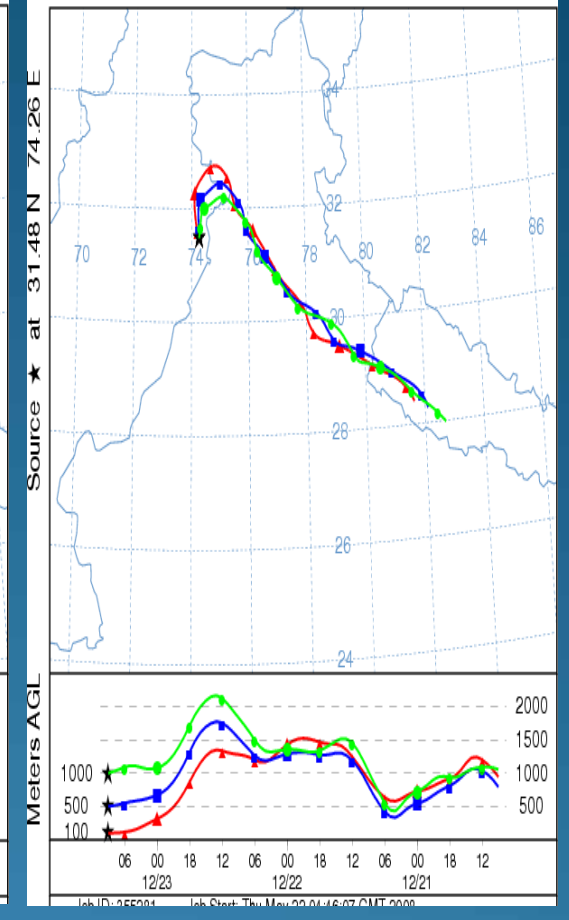 Source ★ at 31.48 N 74.26 E
34
32
70 72 74 76 78 80 82 84 86
30
28
26
24
Meters AGL
2000
1500
1000 1000
500 500
100
06 00 18 12 06 00 18 12 06 00 18 12
12/23 12/22 12/21
Job ID: 355281 Job Start: Thu May 22 04:46:07 GMT 2008